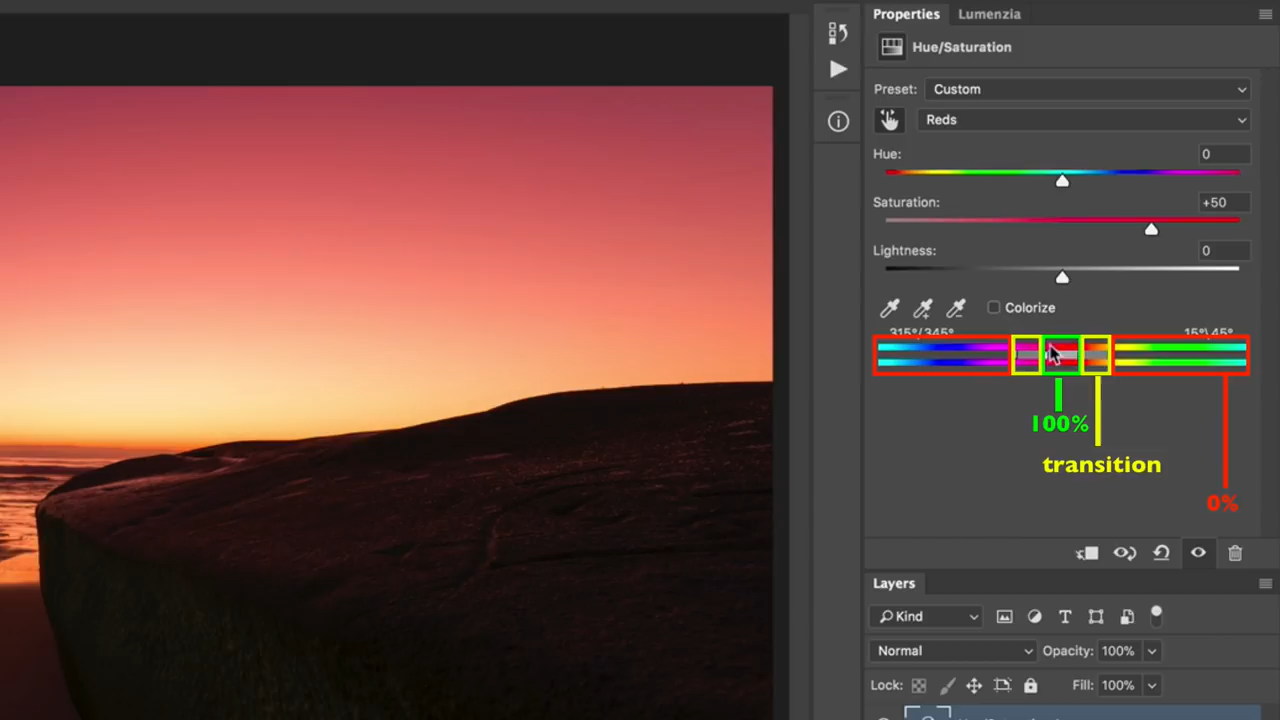 Properties Lumenzia
Hue/Saturation
Preset: Custom
Reds
Hue: 0
Saturation: +50
Lightness: 0
Colorize
315°/345° 15°\45°
100%
transition
0%
Layers
Kind
Normal Opacity: 100%
Lock: Fill: 100%